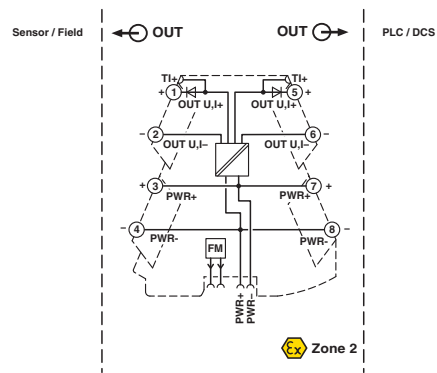 Sensor / Field
OUT
OUT
PLC / DCS
TI+
TI+
+ 1
5 +
OUT U,I+
OUT U,I+
– 2
6 –
OUT U,I–
OUT U,I–
+ 3
7 +
PWR+
PWR+
– 4
8 –
PWR-
PWR-
FM
PWR+
PWR–
Ex Zone 2